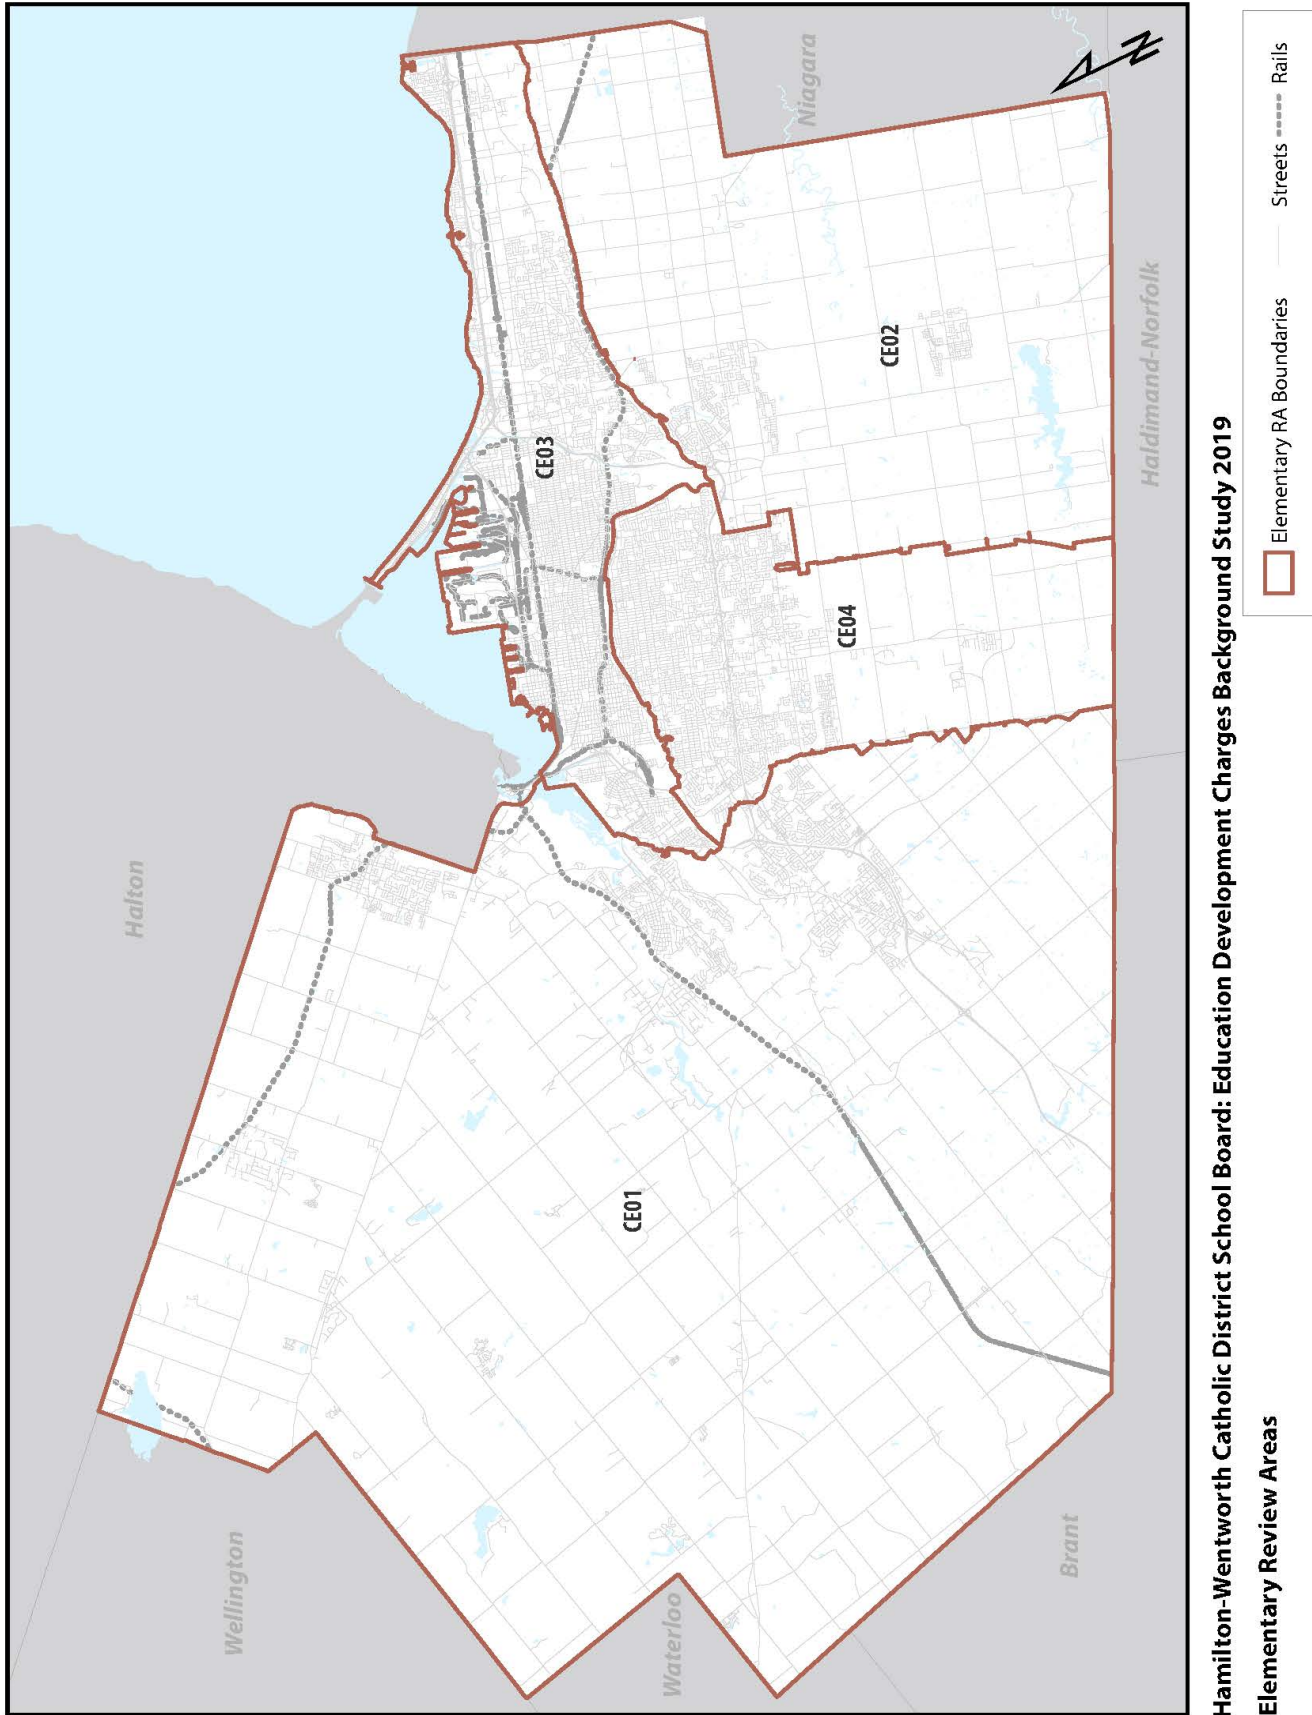 Halton
Wellington
Waterloo
Brant
Niagara
Haldimand-Norfolk
CE01
CE02
CE03
CE04
N
Hamilton-Wentworth Catholic District School Board: Education Development Charges Background Study 2019
Elementary Review Areas
Elementary RA Boundaries Streets Rails